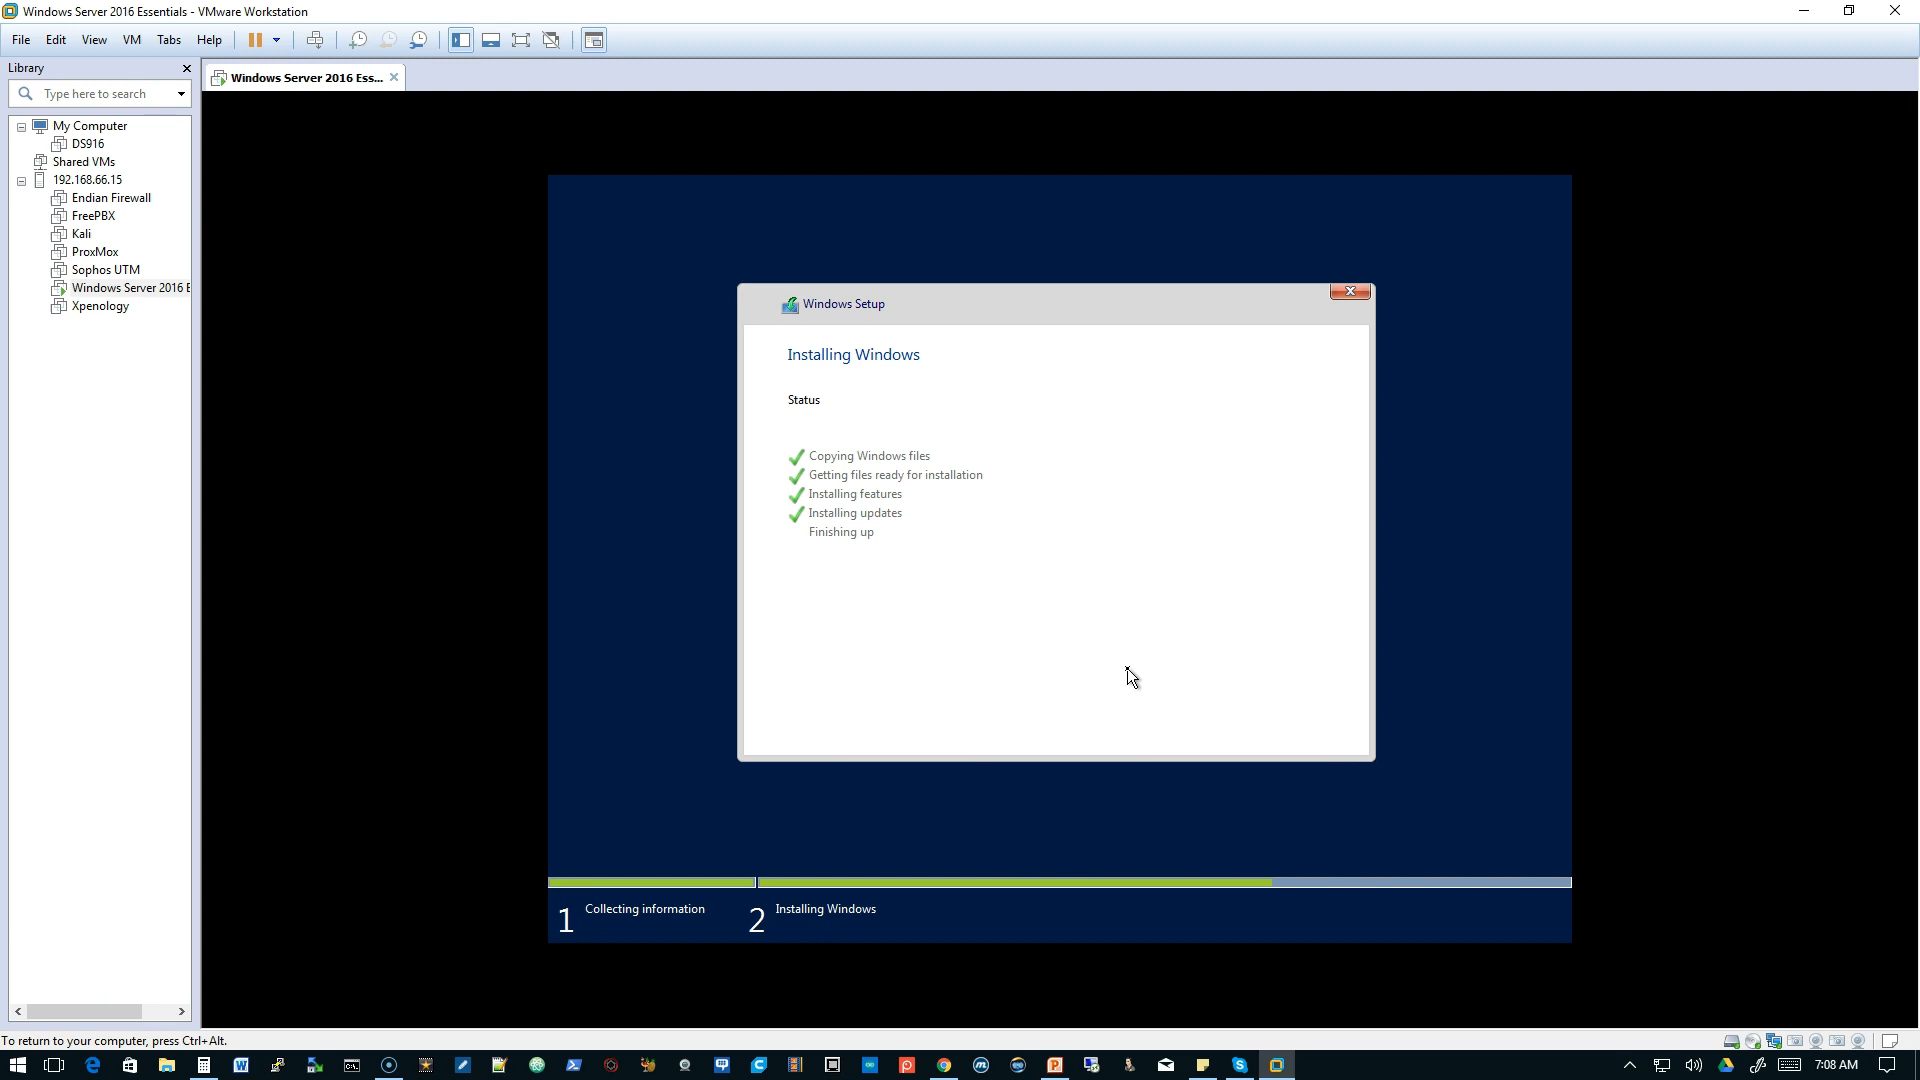 Windows Server 2016 Essentials - VMware Workstation
File Edit View VM Tabs Help
Library
Windows Server 2016 Ess...
Type here to search
My Computer
DS916
Shared VMs
192.168.66.15
Endian Firewall
FreePBX
Kali
ProxMox
Sophos UTM
Windows Server 2016 E
Xpenology
Windows Setup
Installing Windows
Status
Copying Windows files
Getting files ready for installation
Installing features
Installing updates
Finishing up
1 Collecting information
2 Installing Windows
To return to your computer, press Ctrl+Alt.
7:08 AM